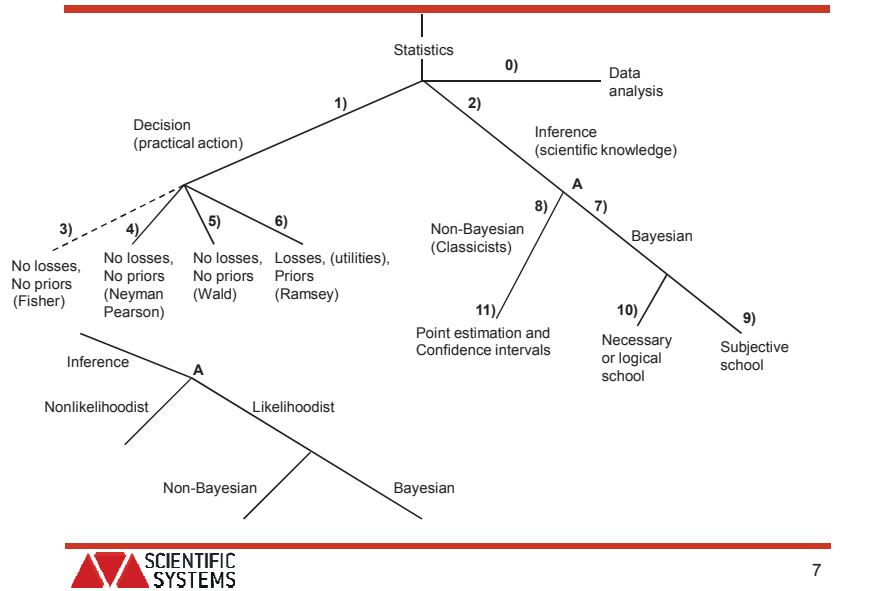 Statistics
0)
Data
analysis
1)
2)
Decision
(practical action)
Inference
(scientific knowledge)
A
3)
4)
5)
6)
8)
7)
Non-Bayesian
(Classicists)
Bayesian
No losses,
No priors
(Fisher)
No losses,
No priors
(Neyman
Pearson)
No losses,
No priors
(Wald)
Losses, (utilities),
Priors
(Ramsey)
11)
10)
9)
Point estimation and
Confidence intervals
Necessary
or logical
school
Subjective
school
Inference
A
Nonlikelihoodist
Likelihoodist
Non-Bayesian
Bayesian
SCIENTIFIC
SYSTEMS
7